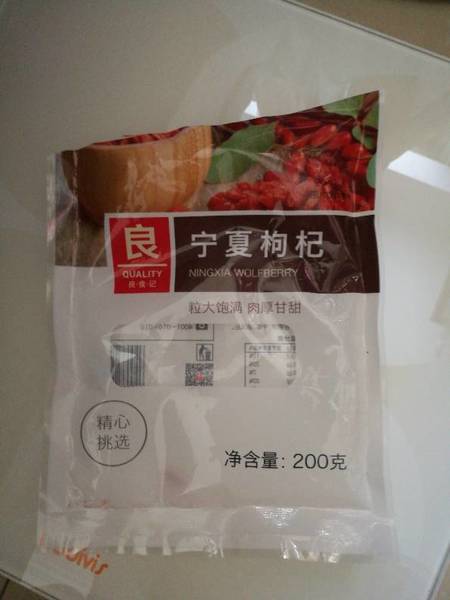 良
QUALITY
良·食记
宁夏枸杞
NINGXIA WOLFBERRY
粒大饱满 肉厚甘甜
精心
挑选
净含量: 200克